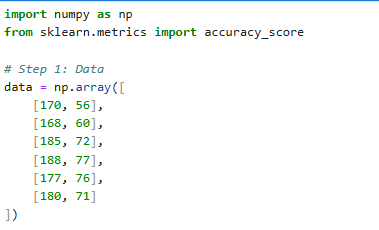 import numpy as np
from sklearn.metrics import accuracy_score

# Step 1: Data
data = np.array([
    [170, 56],
    [168, 60],
    [185, 72],
    [188, 77],
    [177, 76],
    [180, 71]
])